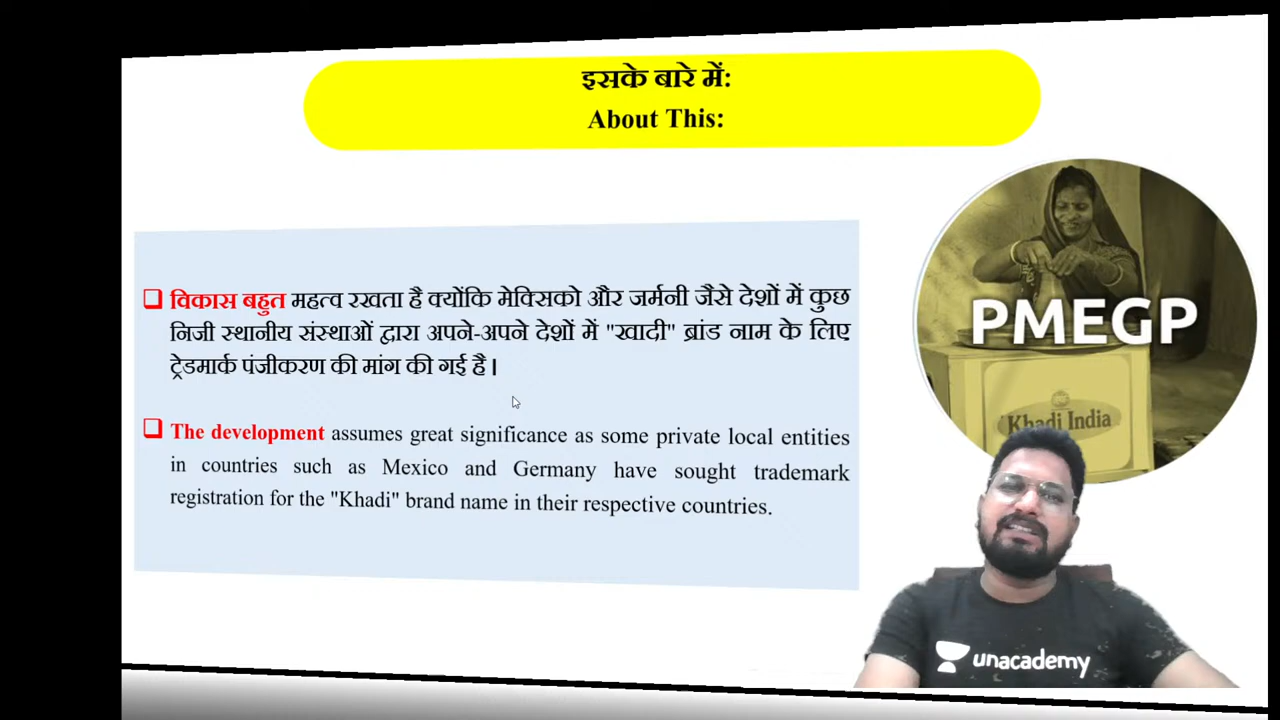 इसके बारे में:
About This:
विकास बहुत महत्व रखता है क्योंकि मेक्सिको और जर्मनी जैसे देशों में कुछ
निजी स्थानीय संस्थाओं द्वारा अपने-अपने देशों में "खादी" ब्रांड नाम के लिए
ट्रेडमार्क पंजीकरण की मांग की गई है।
The development assumes great significance as some private local entities
in countries such as Mexico and Germany have sought trademark
registration for the "Khadi" brand name in their respective countries.
PMEGP
Khadi India
unacademy